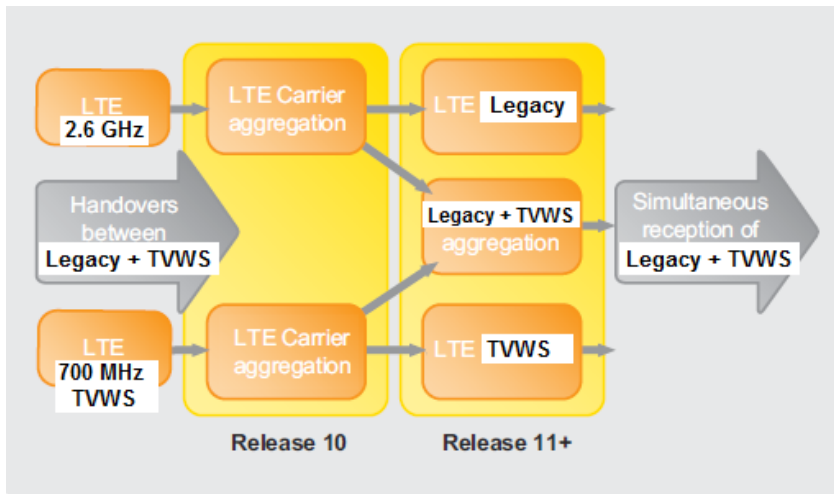 LTE
2.6 GHz
LTE Carrier
aggregation
LTE Legacy
Handovers
between
Legacy + TVWS
Legacy + TVWS
aggregation
Simultaneous
reception of
Legacy + TVWS
LTE
700 MHz
TVWS
LTE Carrier
aggregation
LTE TVWS
Release 10
Release 11+